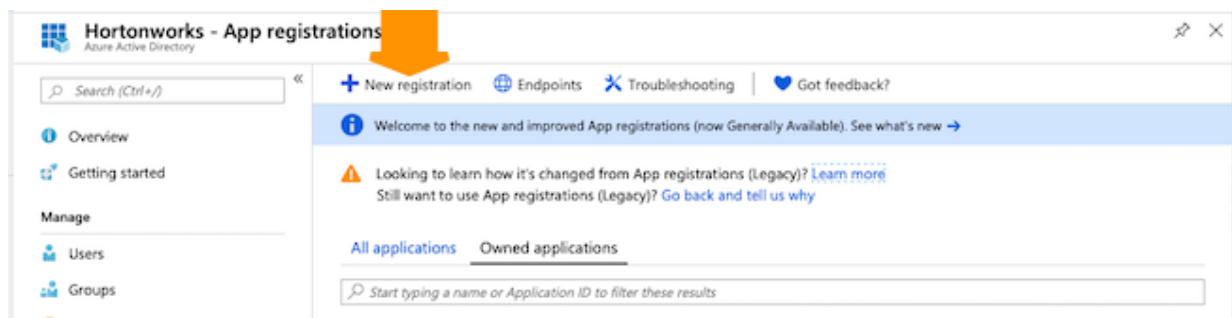 Hortonworks - App registrations
Azure Active Directory
Search (Ctrl+/)
«
Overview
Getting started
Manage
Users
Groups
New registration Endpoints Troubleshooting Got feedback?
Welcome to the new and improved App registrations (now Generally Available). See what's new →
Looking to learn how it's changed from App registrations (Legacy)? Learn more
Still want to use App registrations (Legacy)? Go back and tell us why
All applications Owned applications
Start typing a name or Application ID to filter these results